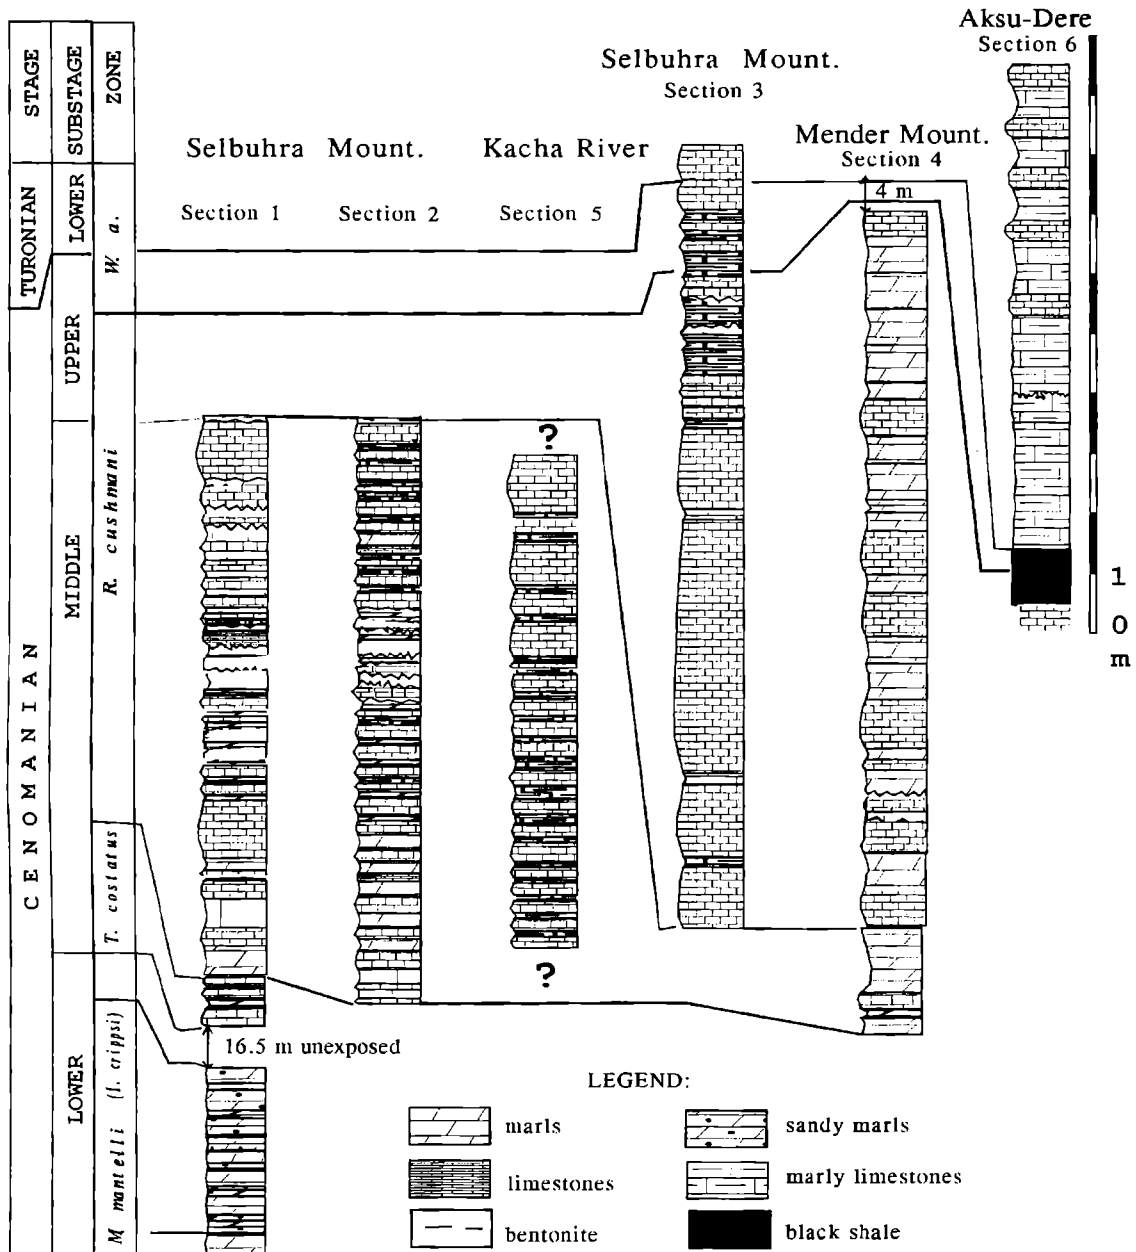 Aksu-Dere
Section 6
Selbuhra Mount.
Section 3
Mender Mount.
Section 4
4 m
Selbuhra Mount.
Kacha River
Section 1
Section 2
Section 5
STAGE
SUBSTAGE
ZONE
TURONIAN
LOWER
W. a.
UPPER
CENOMANIAN
MIDDLE
R. cushmani
T. costatus
LOWER
M mantelli (I. crippsi)
?
?
10 m
16.5 m unexposed
LEGEND:
marls
sandy marls
limestones
marly limestones
bentonite
black shale